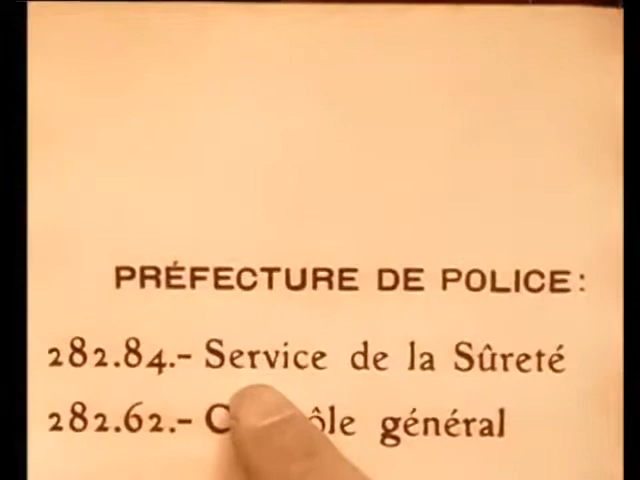 PRÉFECTURE DE POLICE:
282.84.- Service de la Sûreté
282.62.- général